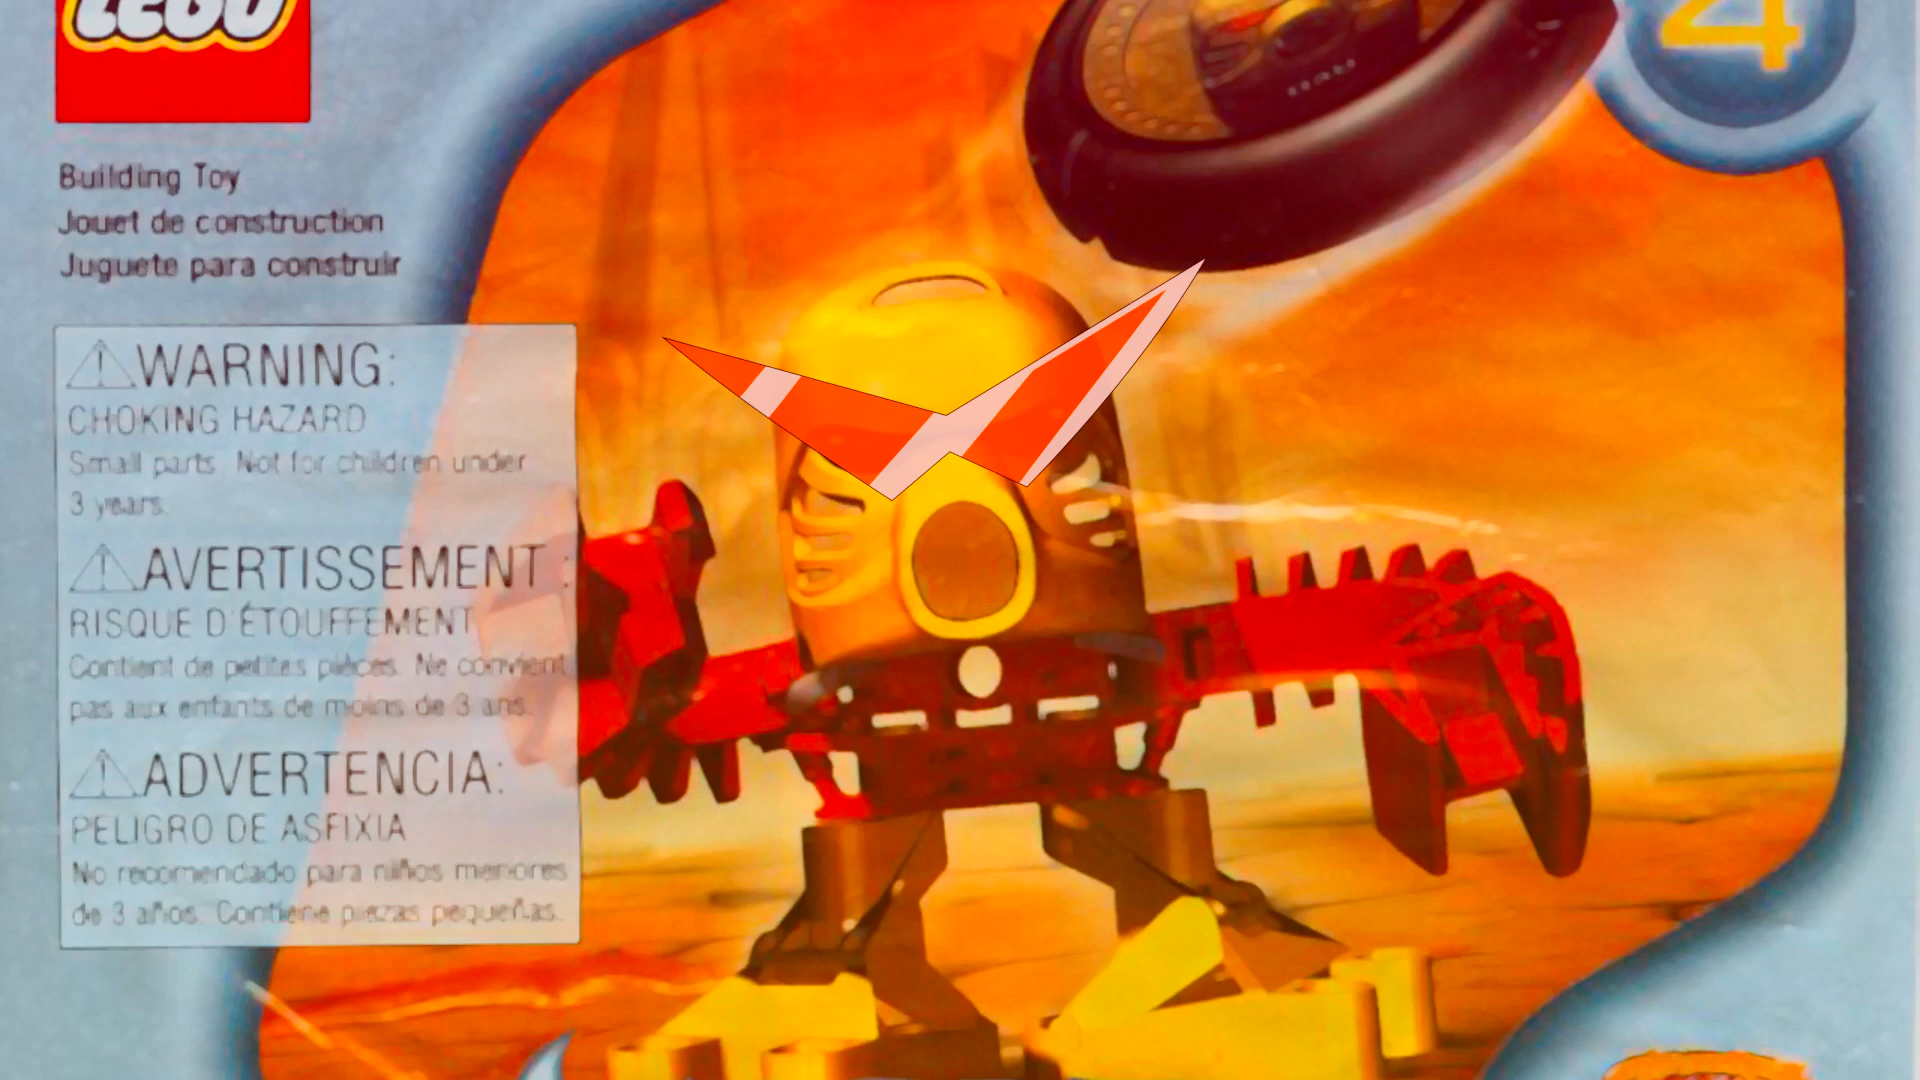 LEGO
4
Building Toy
Jouet de construction
Juguete para construir
⚠WARNING:
CHOKING HAZARD
Small parts. Not for children under
3 years.
⚠AVERTISSEMENT :
RISQUE D'ÉTOUFFEMENT
Contient de petites pièces. Ne convient
pas aux enfants de moins de 3 ans.
⚠ADVERTENCIA:
PELIGRO DE ASFIXIA
No recomendado para niños menores
de 3 años. Contiene piezas pequeñas.